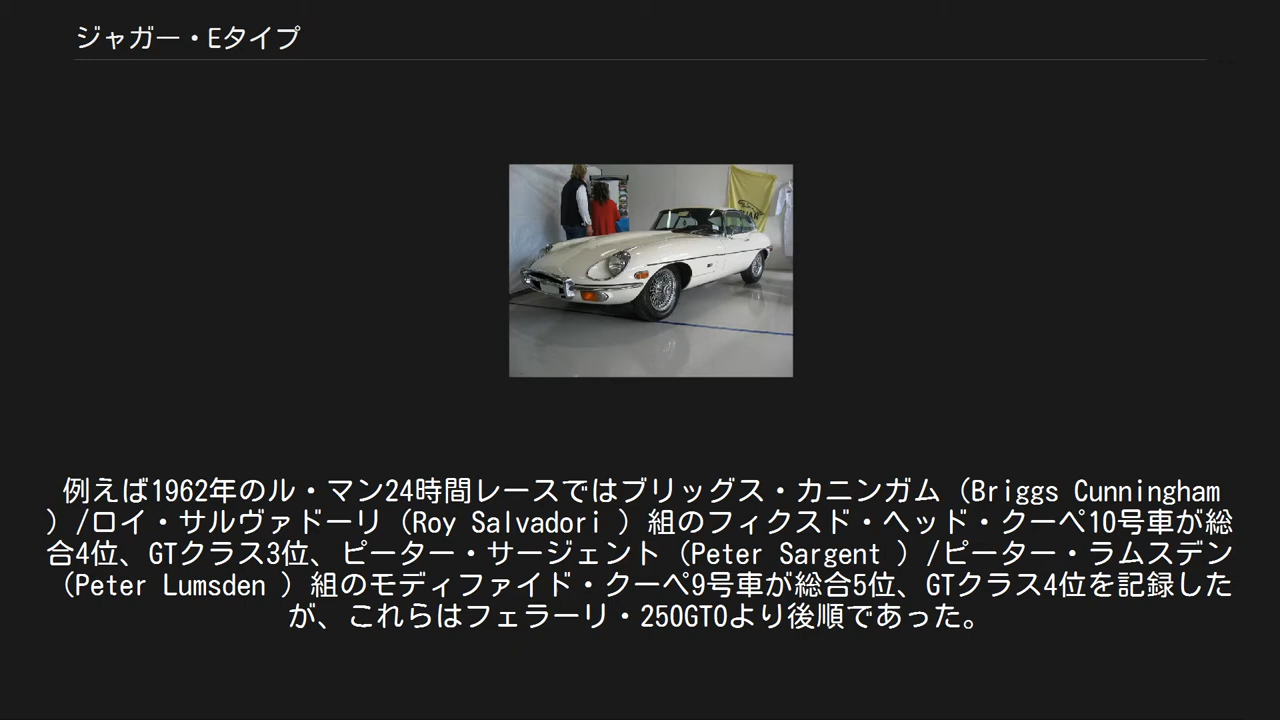 ジャガー・Eタイプ
例えば1962年のル・マン24時間レースではブリッグス・カニンガム（Briggs Cunningham
）/ロイ・サルヴァドーリ（Roy Salvadori ）組のフィクスド・ヘッド・クーペ10号車が総
合4位、GTクラス3位、ピーター・サージェント（Peter Sargent ）/ピーター・ラムスデン
（Peter Lumsden ）組のモディファイド・クーペ9号車が総合5位、GTクラス4位を記録した
が、これらはフェラーリ・250GTOより後順であった。